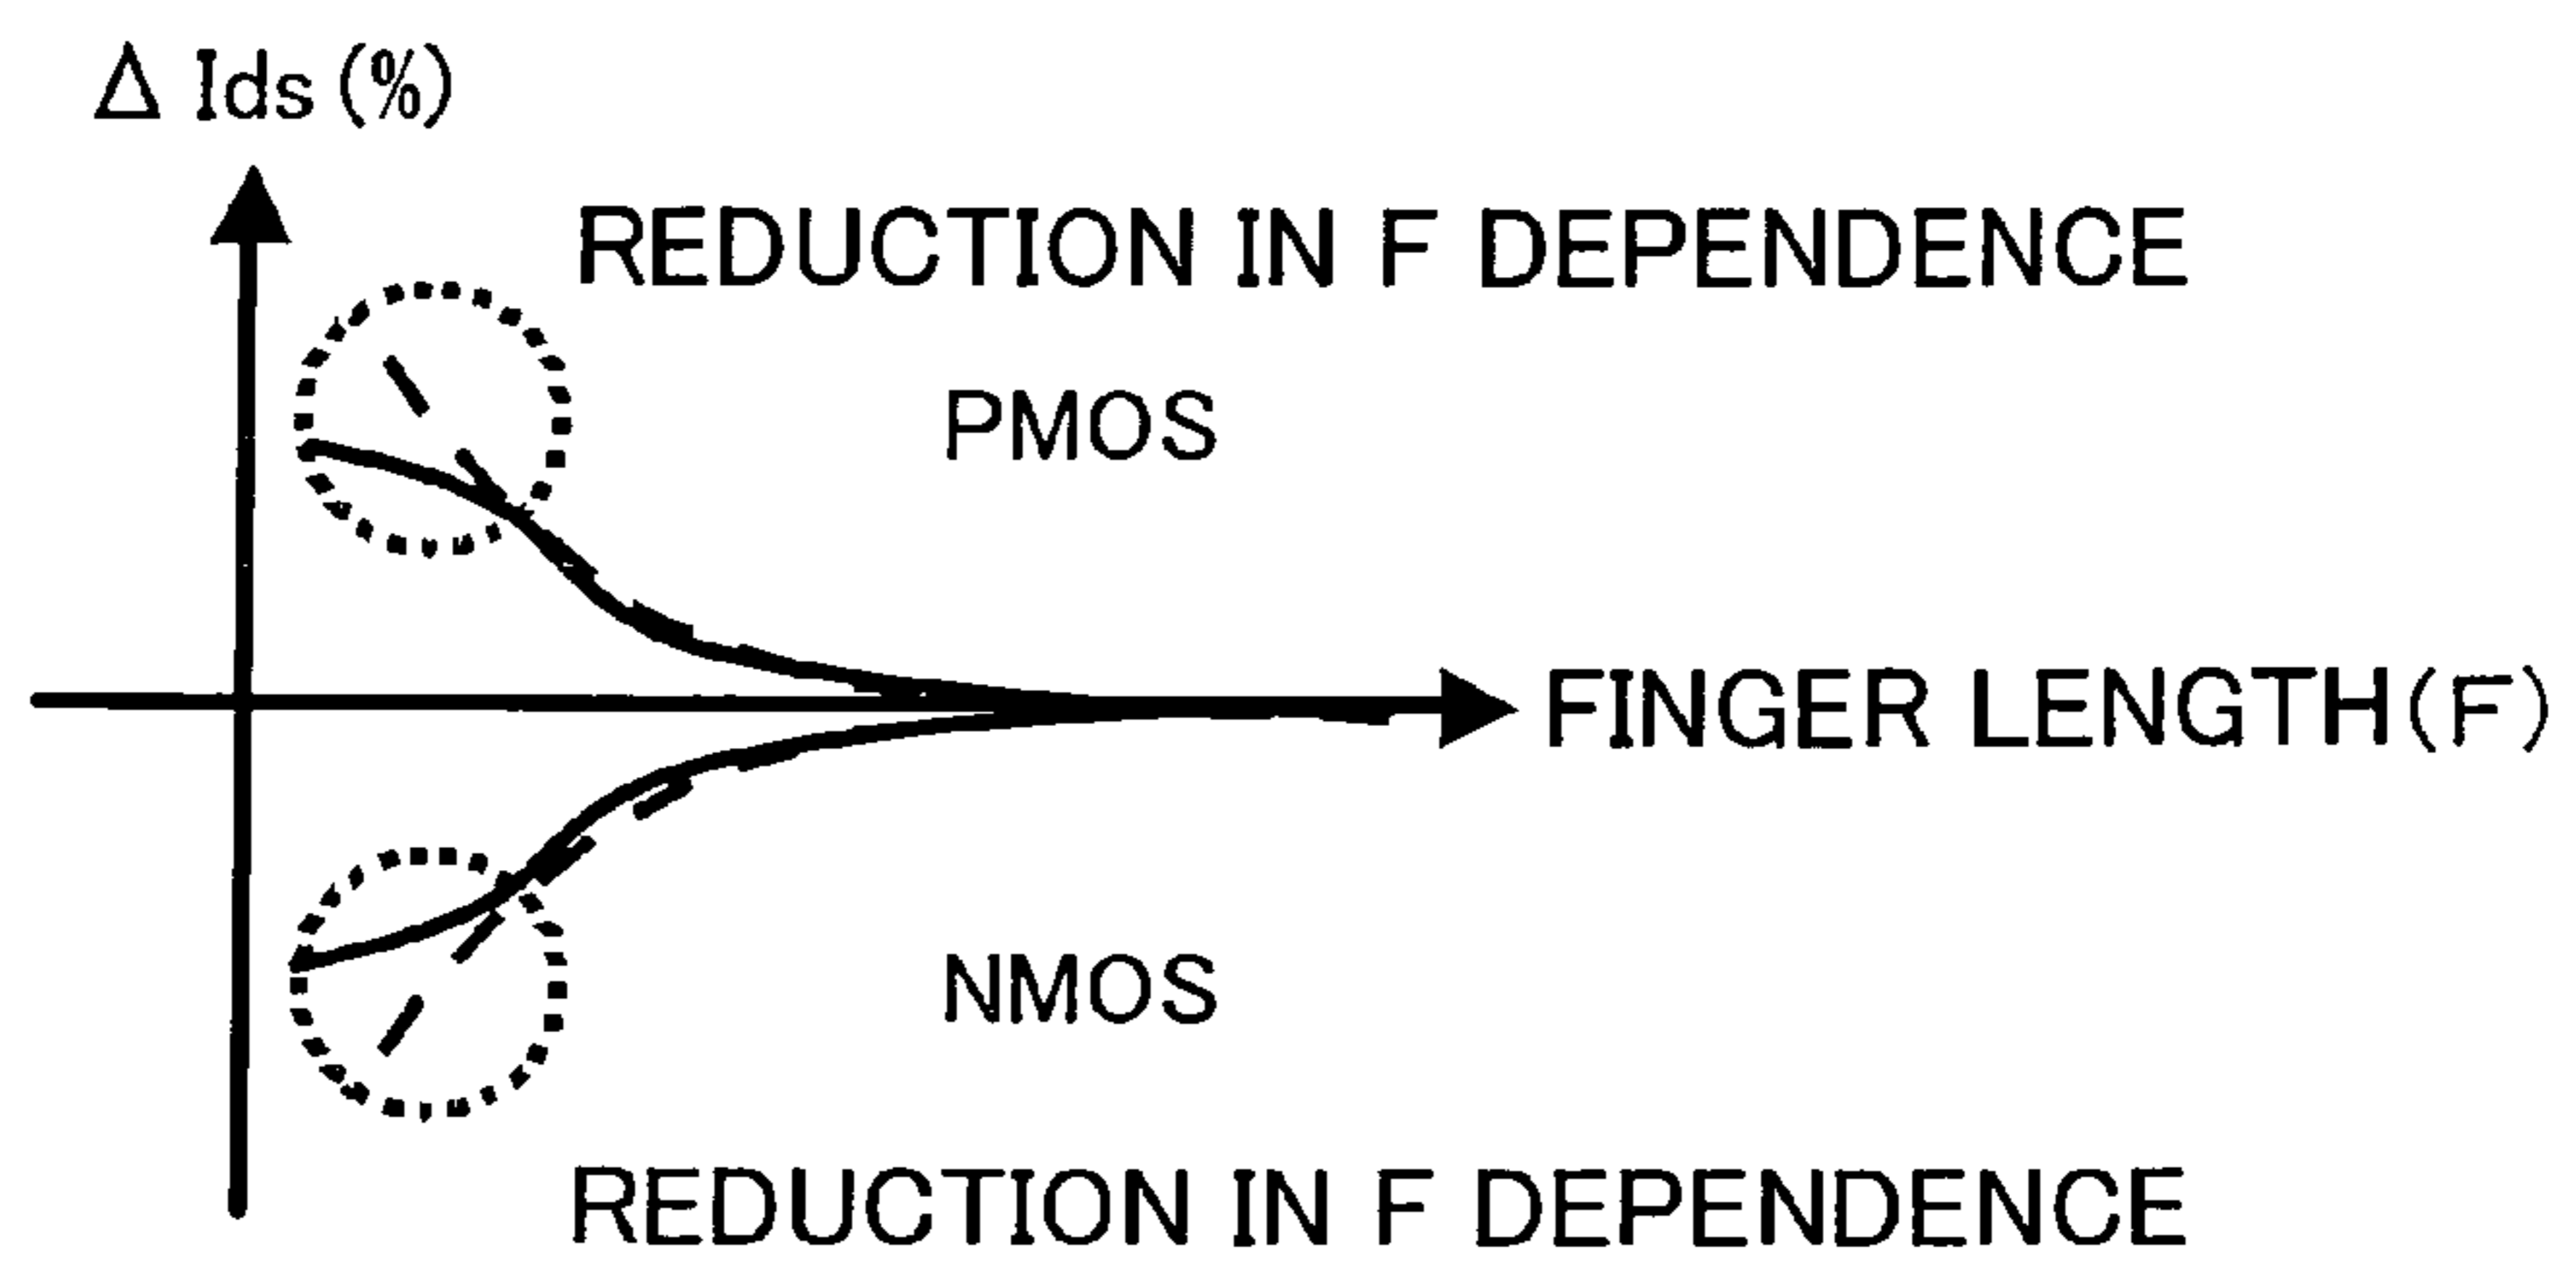 Δ Ids (%)
REDUCTION IN F DEPENDENCE
PMOS
FINGER LENGTH(F)
NMOS
REDUCTION IN F DEPENDENCE